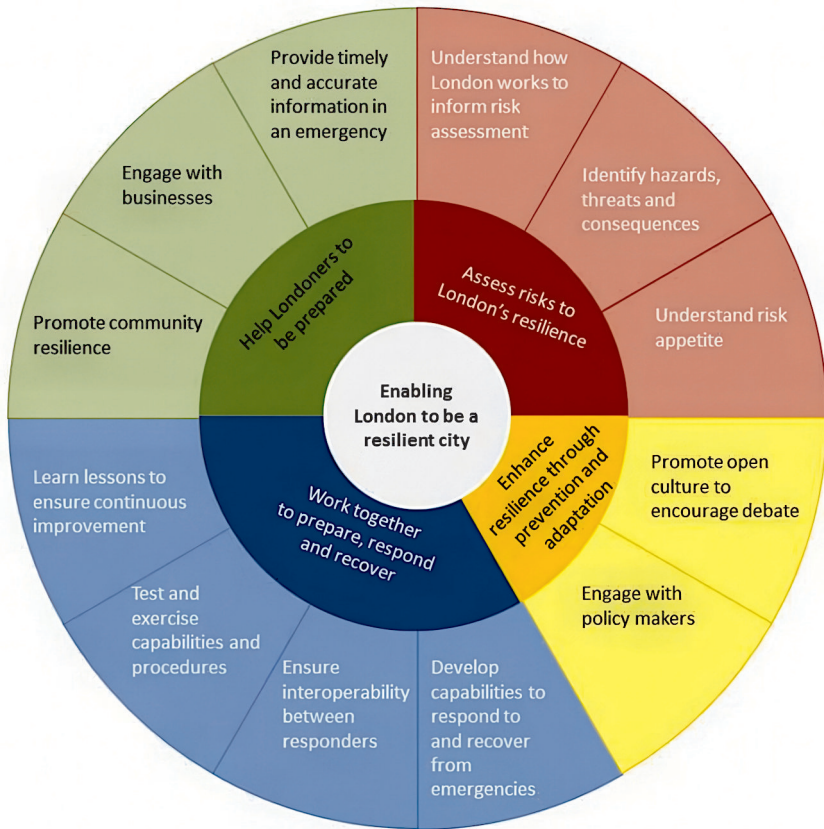 Provide timely
and accurate
information in
an emergency
Understand how
London works to
inform risk
assessment
Engage with
businesses
Identify hazards,
threats and
consequences
Promote community
resilience
Help Londoners to
be prepared
Assess risks to
London's resilience
Understand risk
appetite
Enabling
London to be a
resilient city
Learn lessons to
ensure continuous
improvement
Work together
to prepare, respond
and recover
Enhance
resilience through
prevention and
adaptation
Promote open
culture to
encourage debate
Test and
exercise
capabilities and
procedures
Engage with
policy makers
Ensure
interoperability
between
responders
Develop
capabilities to
respond to
and recover
from
emergencies